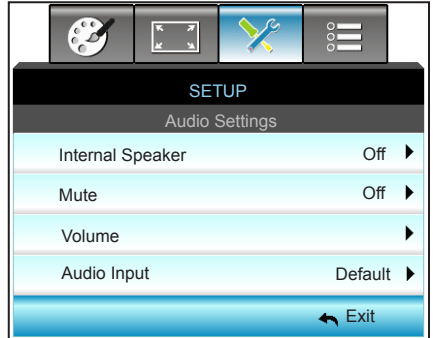 SETUP
Audio Settings
Internal Speaker Off
Mute Off
Volume
Audio Input Default
Exit